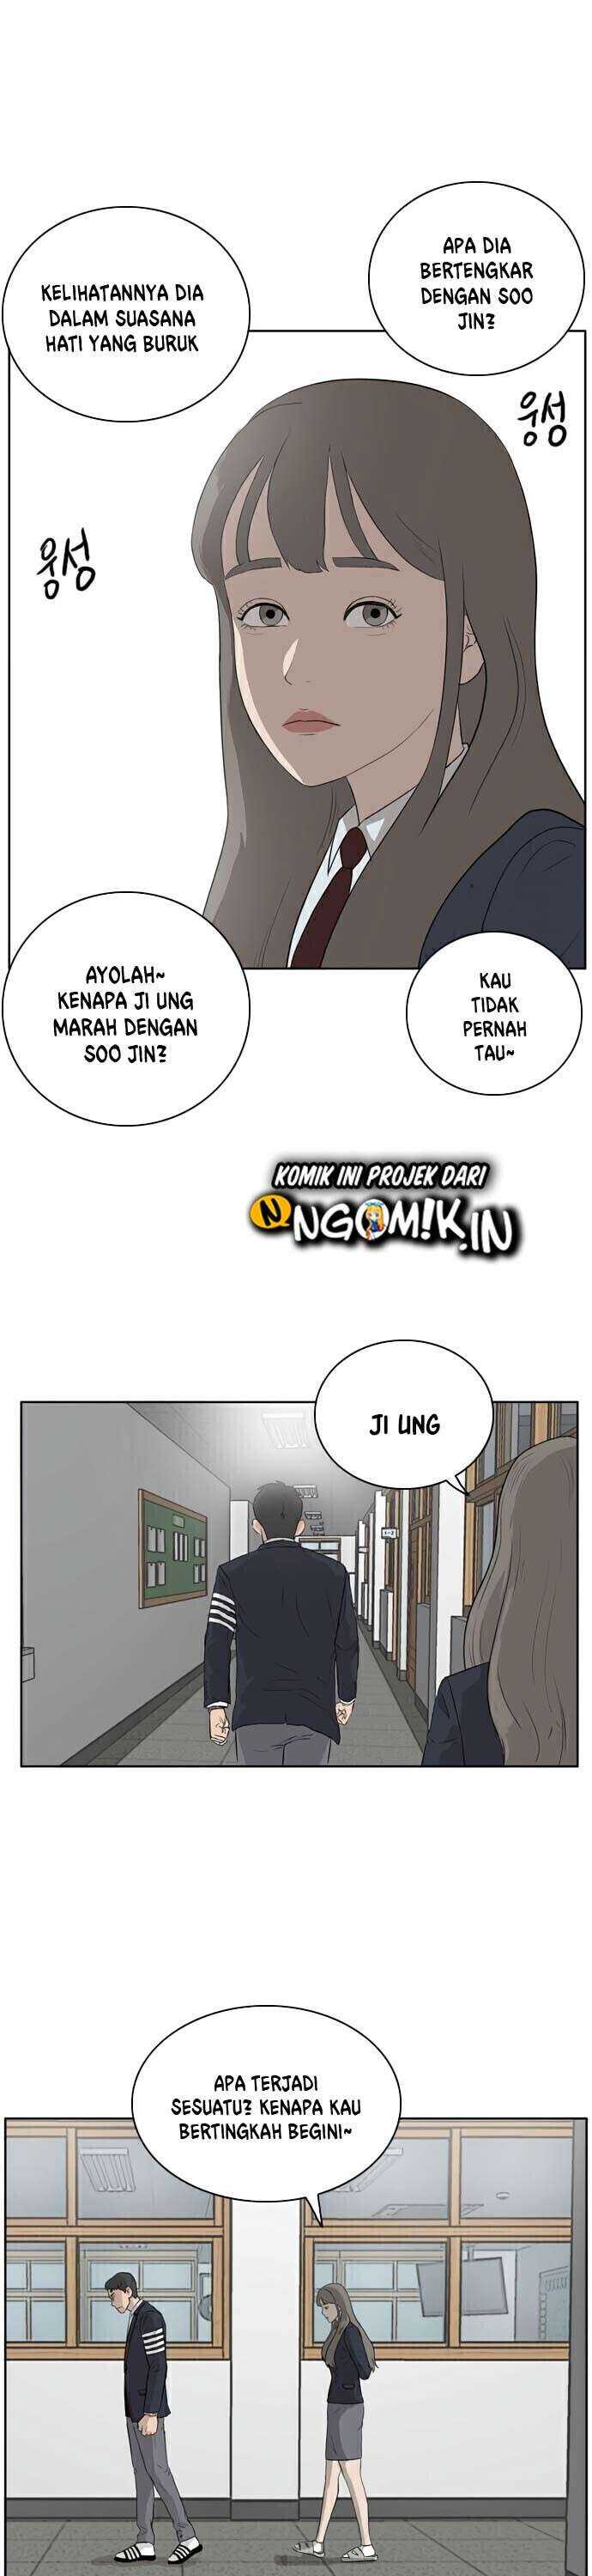 KELIHATANNYA DIA
DALAM SUASANA
HATI YANG BURUK
APA DIA
BERTENGKAR
DENGAN SOO
JIN?
웅성
웅성
AYOLAH~
KENAPA JI UNG
MARAH DENGAN
SOO JIN?
KAU
TIDAK
PERNAH
TAU~
KOMIK INI PROJEK DARI
N NGOM!K.IN
JI UNG
APA TERJADI
SESUATU? KENAPA KAU
BERTINGKAH BEGINI~